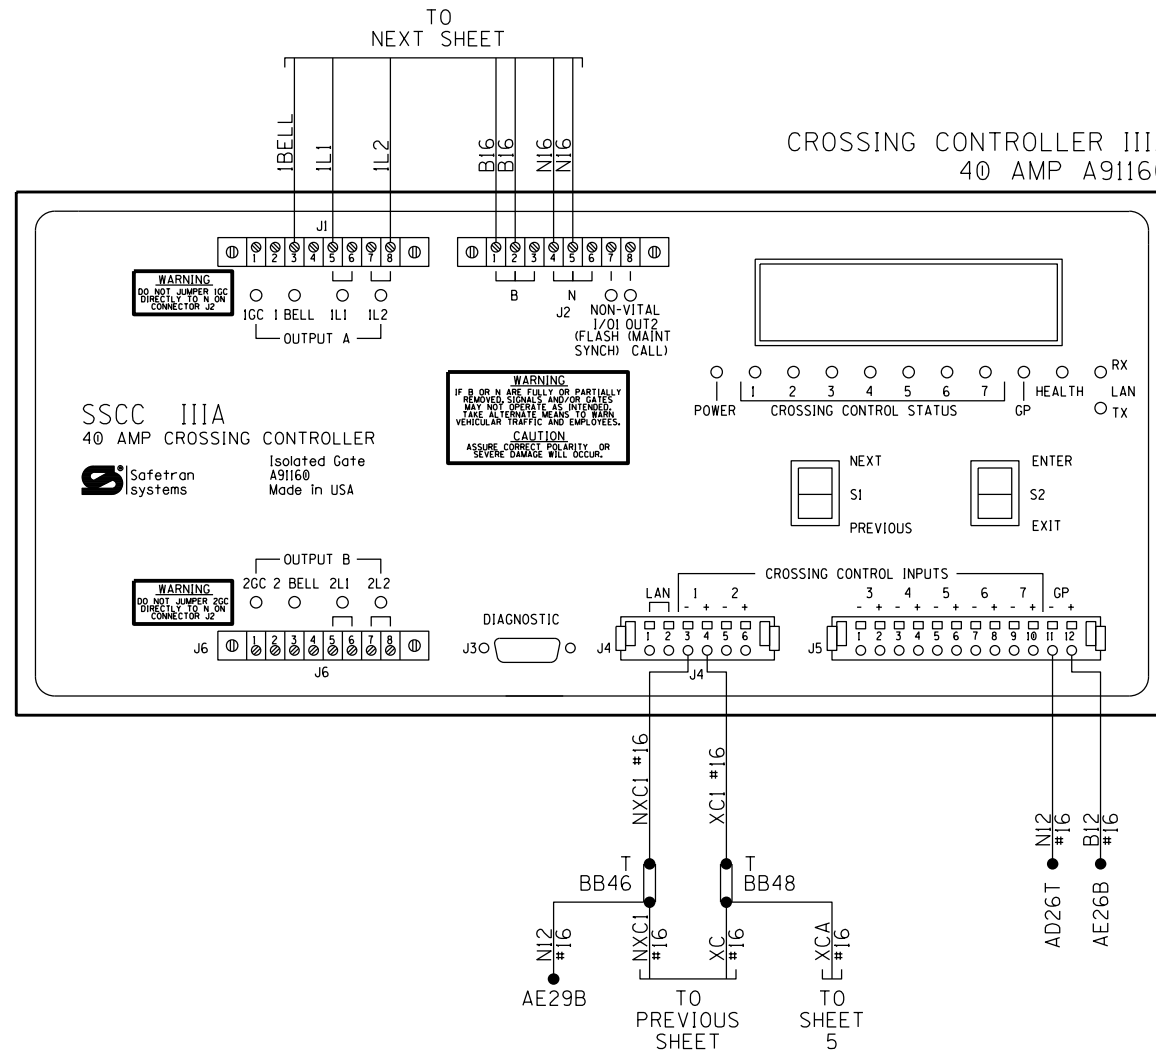 TO
NEXT SHEET
1BELL
1L1
1L2
B16
B16
N16
N16
CROSSING CONTROLLER III
40 AMP A91160
J1
1 2 3 4 5 6 7 8
1 2 3 4 5 6 7 8
WARNING
DO NOT JUMPER 1GC
DIRECTLY TO N ON
CONNECTOR J2
1GC 1 BELL 1L1 1L2
OUTPUT A
B N
J2
NON-VITAL
I/O1 OUT2
(FLASH (MAINT
SYNCH) CALL)
WARNING
IF B OR N ARE FULLY OR PARTIALLY
REMOVED, SIGNALS AND/OR GATES
MAY NOT OPERATE AS INTENDED.
TAKE ALTERNATE MEANS TO WARN
VEHICULAR TRAFFIC AND EMPLOYEES.
CAUTION
ASSURE CORRECT POLARITY OR
SEVERE DAMAGE WILL OCCUR.
RX
LAN
TX
POWER
1 2 3 4 5 6 7
CROSSING CONTROL STATUS
GP
HEALTH
SSCC IIIA
40 AMP CROSSING CONTROLLER
Safetran
systems
Isolated Gate
A91160
Made in USA
NEXT
S1
PREVIOUS
ENTER
S2
EXIT
OUTPUT B
2GC 2 BELL 2L1 2L2
WARNING
DO NOT JUMPER 2GC
DIRECTLY TO N ON
CONNECTOR J2
J6
1 2 3 4 5 6 7 8
J6
DIAGNOSTIC
J3
CROSSING CONTROL INPUTS
LAN 1 2
- + - +
J4
1 2 3 4 5 6
J4
3 4 5 6 7 GP
- + - + - + - + - + - +
J5
1 2 3 4 5 6 7 8 9 10 11 12
NXC1 #16
XC1 #16
N12
#16
B12
#16
T
BB46
T
BB48
AD26T
AE26B
N12
#16
NXC1
#16
XC
#16
XCA
#16
AE29B
TO
PREVIOUS
SHEET
TO
SHEET
5